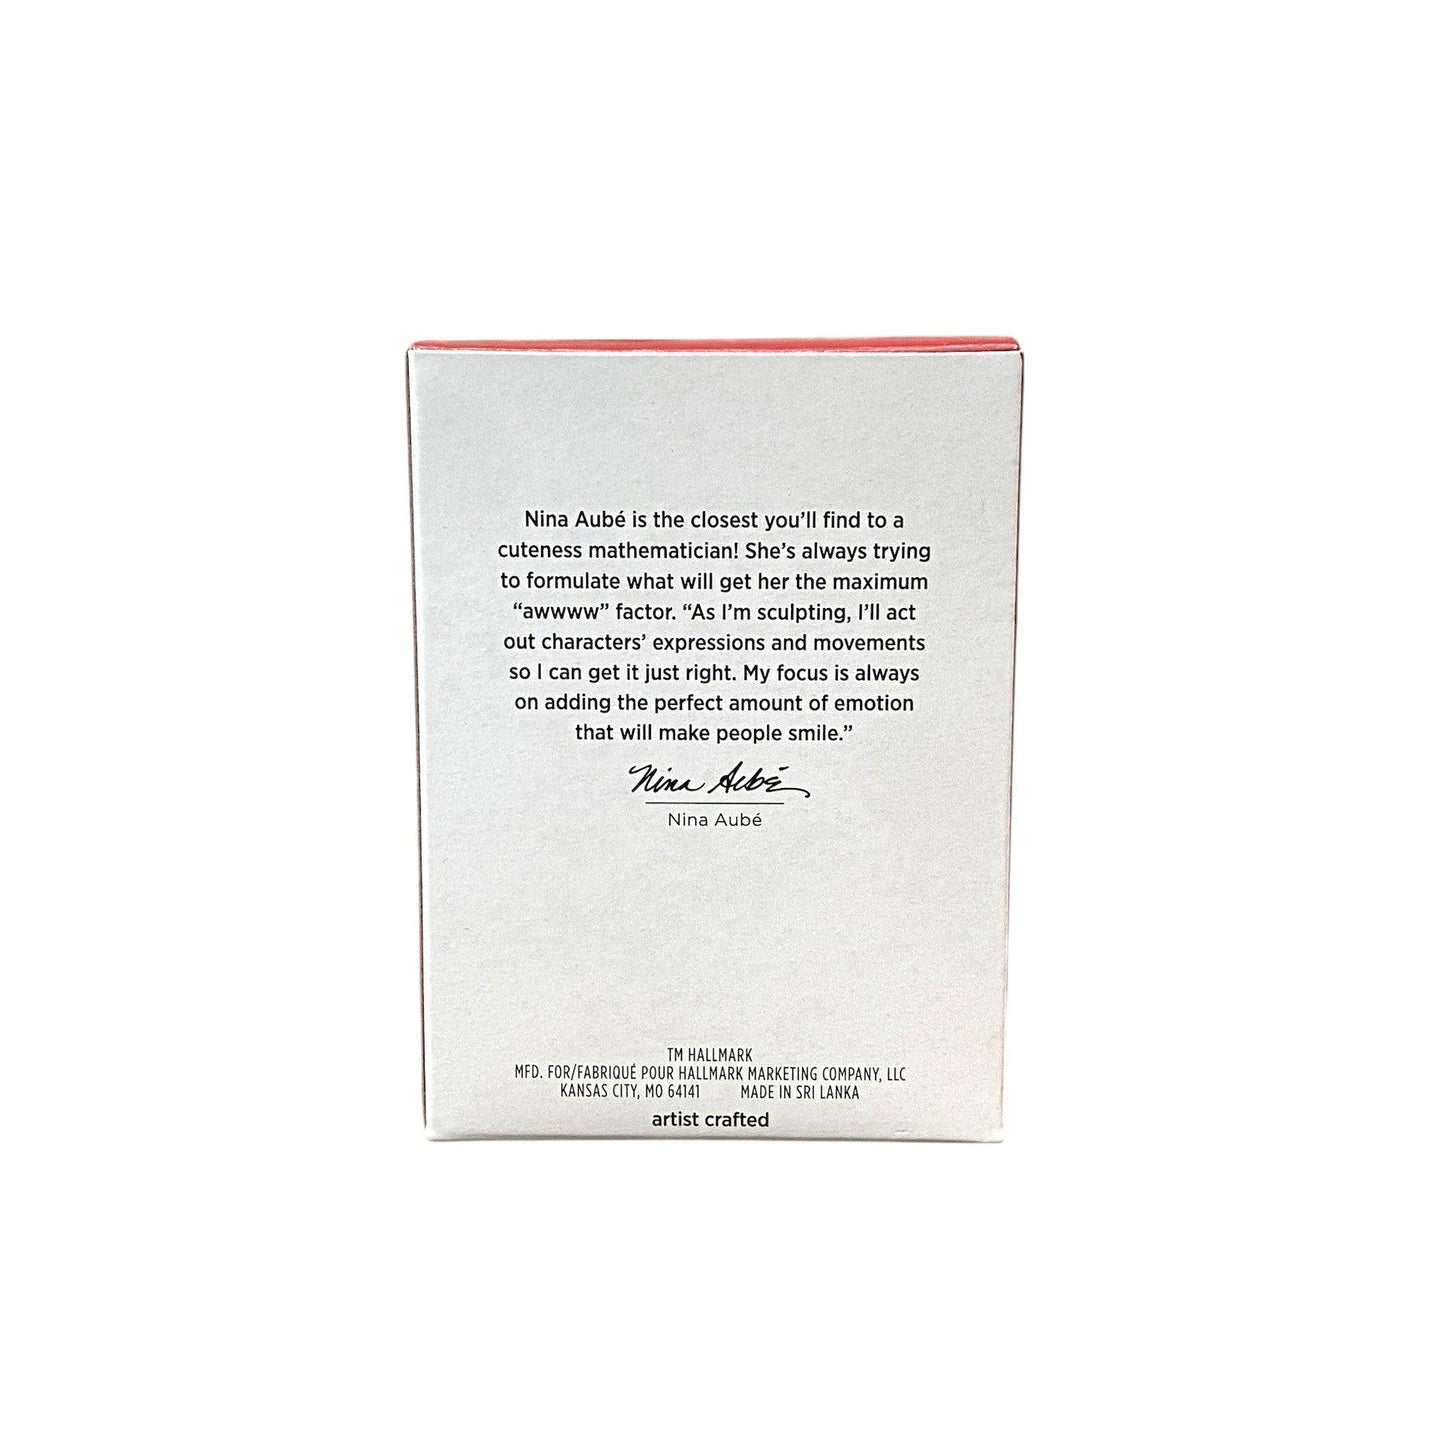 Nina Aubé is the closest you’ll find to a
cuteness mathematician! She’s always trying
to formulate what will get her the maximum
“awwww” factor. “As I’m sculpting, I’ll act
out characters’ expressions and movements
so I can get it just right. My focus is always
on adding the perfect amount of emotion
that will make people smile.”
Nina Aubé
Nina Aubé
TM HALLMARK
MFD. FOR/FABRIQUÉ POUR HALLMARK MARKETING COMPANY, LLC
KANSAS CITY, MO 64141 MADE IN SRI LANKA
artist crafted